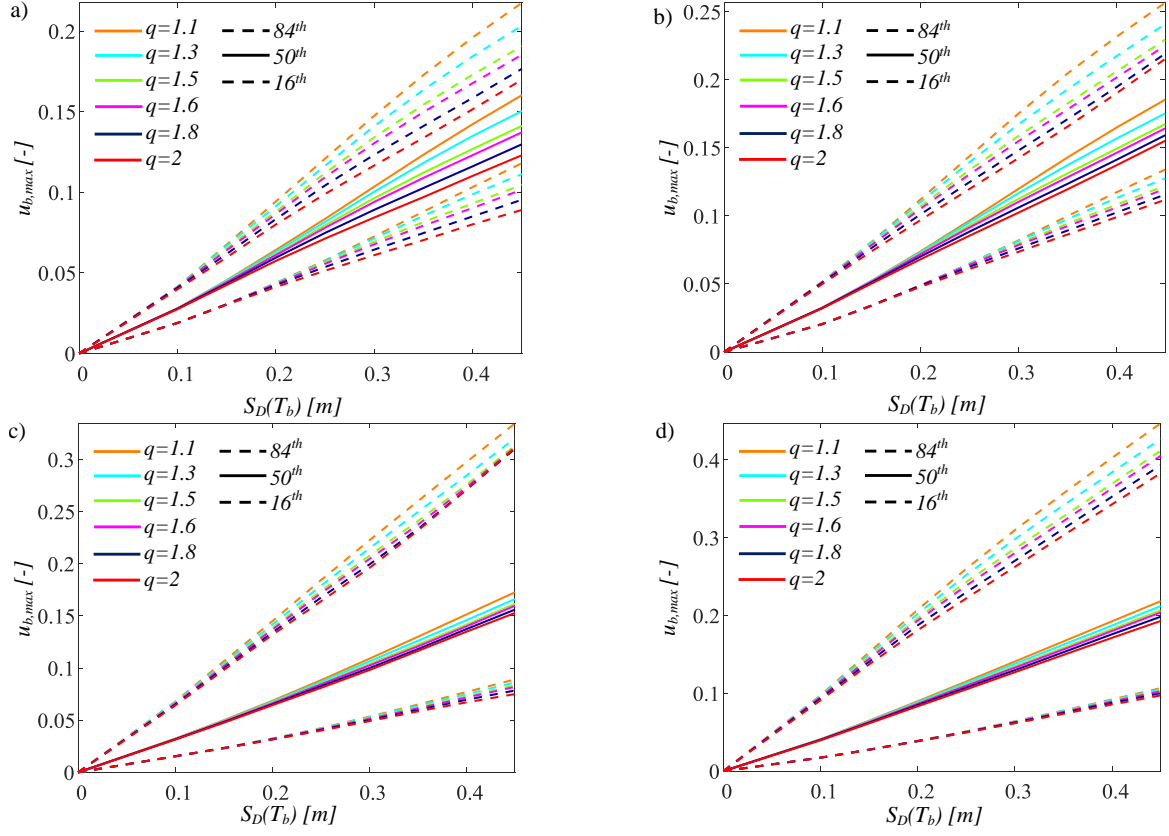 a)
q=1.1 84th
q=1.3 50th
q=1.5 16th
q=1.6
q=1.8
q=2
0.2
0.15
0.1
0.05
0
u_b,max [-]
0 0.1 0.2 0.3 0.4
S_D(T_b) [m]
b)
q=1.1 84th
q=1.3 50th
q=1.5 16th
q=1.6
q=1.8
q=2
0.25
0.2
0.15
0.1
0.05
0
u_b,max [-]
0 0.1 0.2 0.3 0.4
S_D(T_b) [m]
c)
q=1.1 84th
q=1.3 50th
q=1.5 16th
q=1.6
q=1.8
q=2
0.3
0.25
0.2
0.15
0.1
0.05
0
u_b,max [-]
0 0.1 0.2 0.3 0.4
S_D(T_b) [m]
d)
q=1.1 84th
q=1.3 50th
q=1.5 16th
q=1.6
q=1.8
q=2
0.4
0.3
0.2
0.1
0
u_b,max [-]
0 0.1 0.2 0.3 0.4
S_D(T_b) [m]